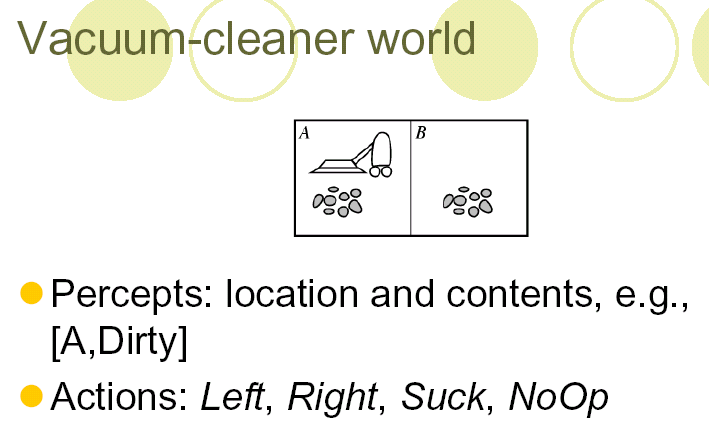 Vacuum-cleaner world
A B
Percepts: location and contents, e.g.,
[A,Dirty]
Actions: Left, Right, Suck, NoOp